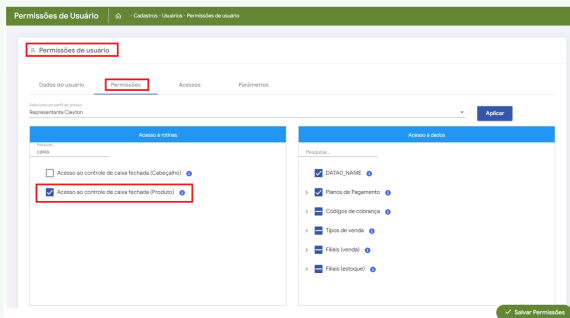 Permissões de Usuário
- Cadastros - Usuários - Permissões de usuário
Permissões de usuário
Dados do usuário Permissões Acessos Parâmetros
Selecione um perfil de acesso
Representante Clayton
Aplicar
Acesso à rotinas
Pesquisa...
caixa
Acesso ao controle de caixa fechada (Cabeçalho)
Acesso ao controle de caixa fechada (Produto)
Acesso à dados
Pesquisa...
DATA0_NAME
Planos de Pagamento
Códigos de cobrança
Tipos de venda
Filiais (venda)
Filiais (estoque)
Salvar Permissões